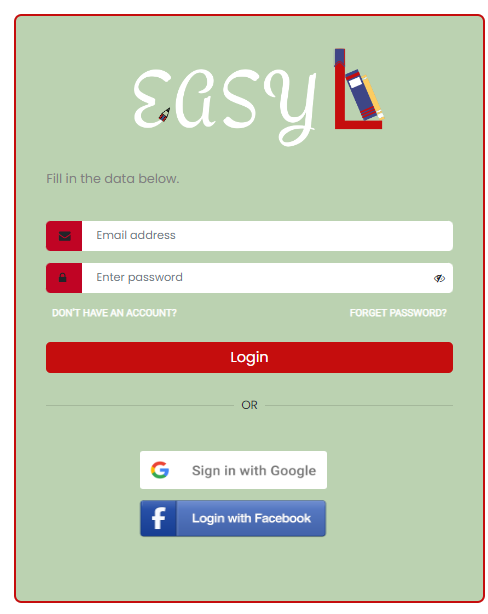 EASY L
Fill in the data below.
Email address
Enter password
DON'T HAVE AN ACCOUNT? FORGET PASSWORD?
Login
OR
G Sign in with Google
f Login with Facebook